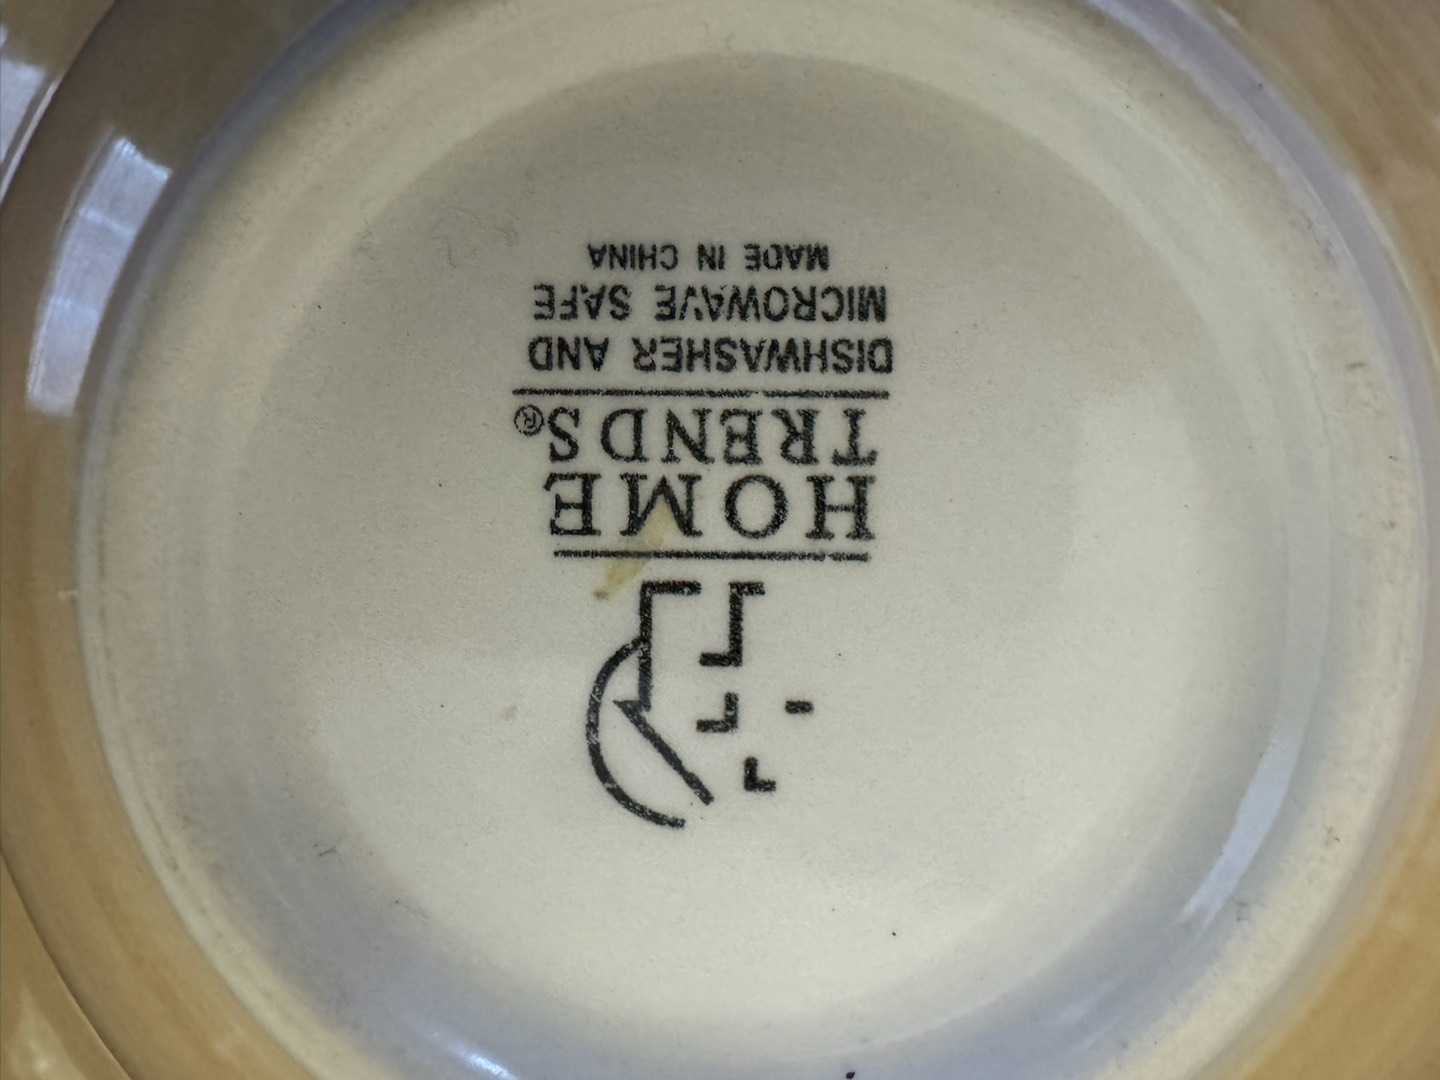 HOME
TRENDS®
DISHWASHER AND
MICROWAVE SAFE
MADE IN CHINA